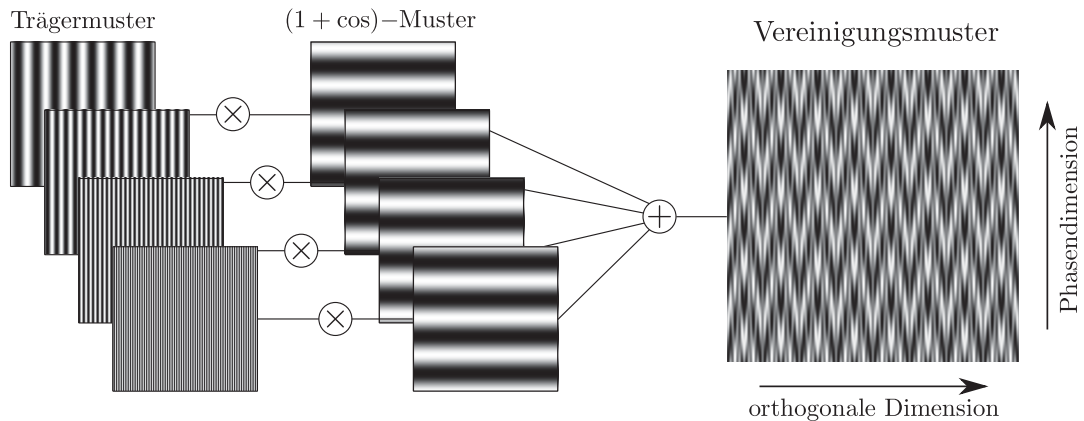 Trägermuster
(1 + cos)−Muster
Vereinigungsmuster
Phasendimension
orthogonale Dimension